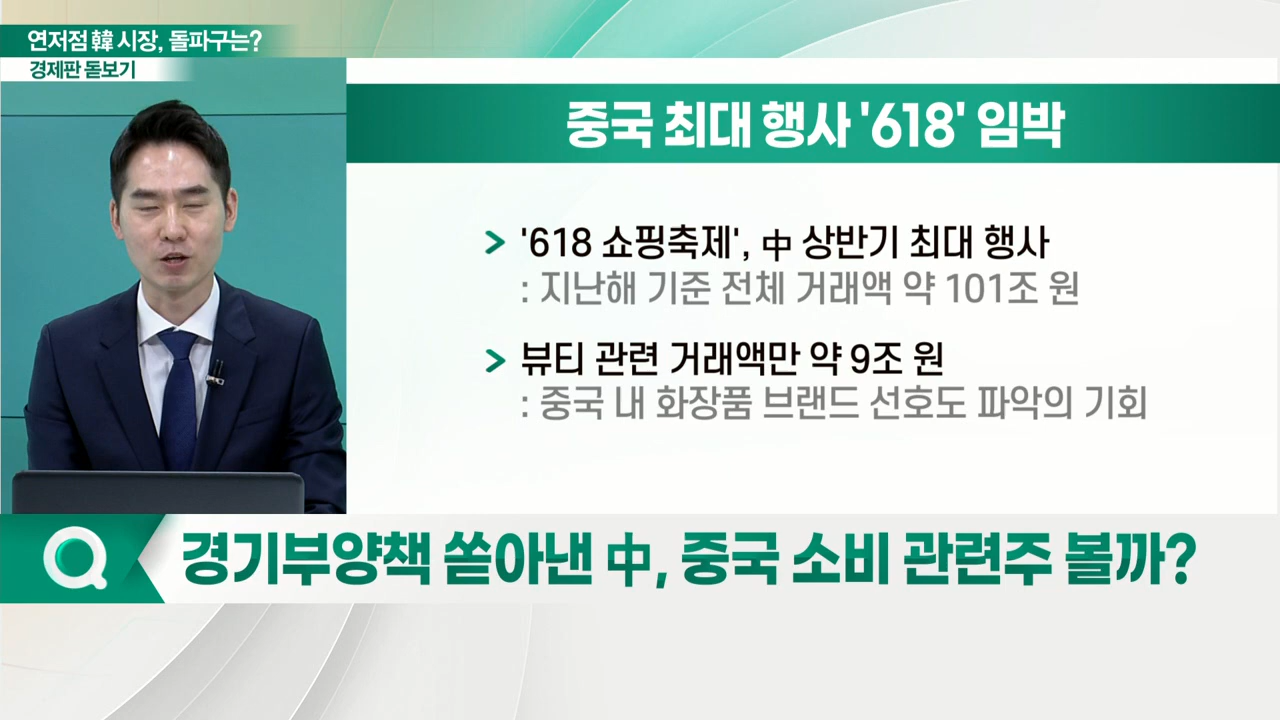 연저점 韓 시장, 돌파구는?
경제판 돋보기
중국 최대 행사 '618' 임박
> '618 쇼핑축제', 中 상반기 최대 행사
: 지난해 기준 전체 거래액 약 101조 원
> 뷰티 관련 거래액만 약 9조 원
: 중국 내 화장품 브랜드 선호도 파악의 기회
Q 경기부양책 쏟아낸 中, 중국 소비 관련주 볼까?